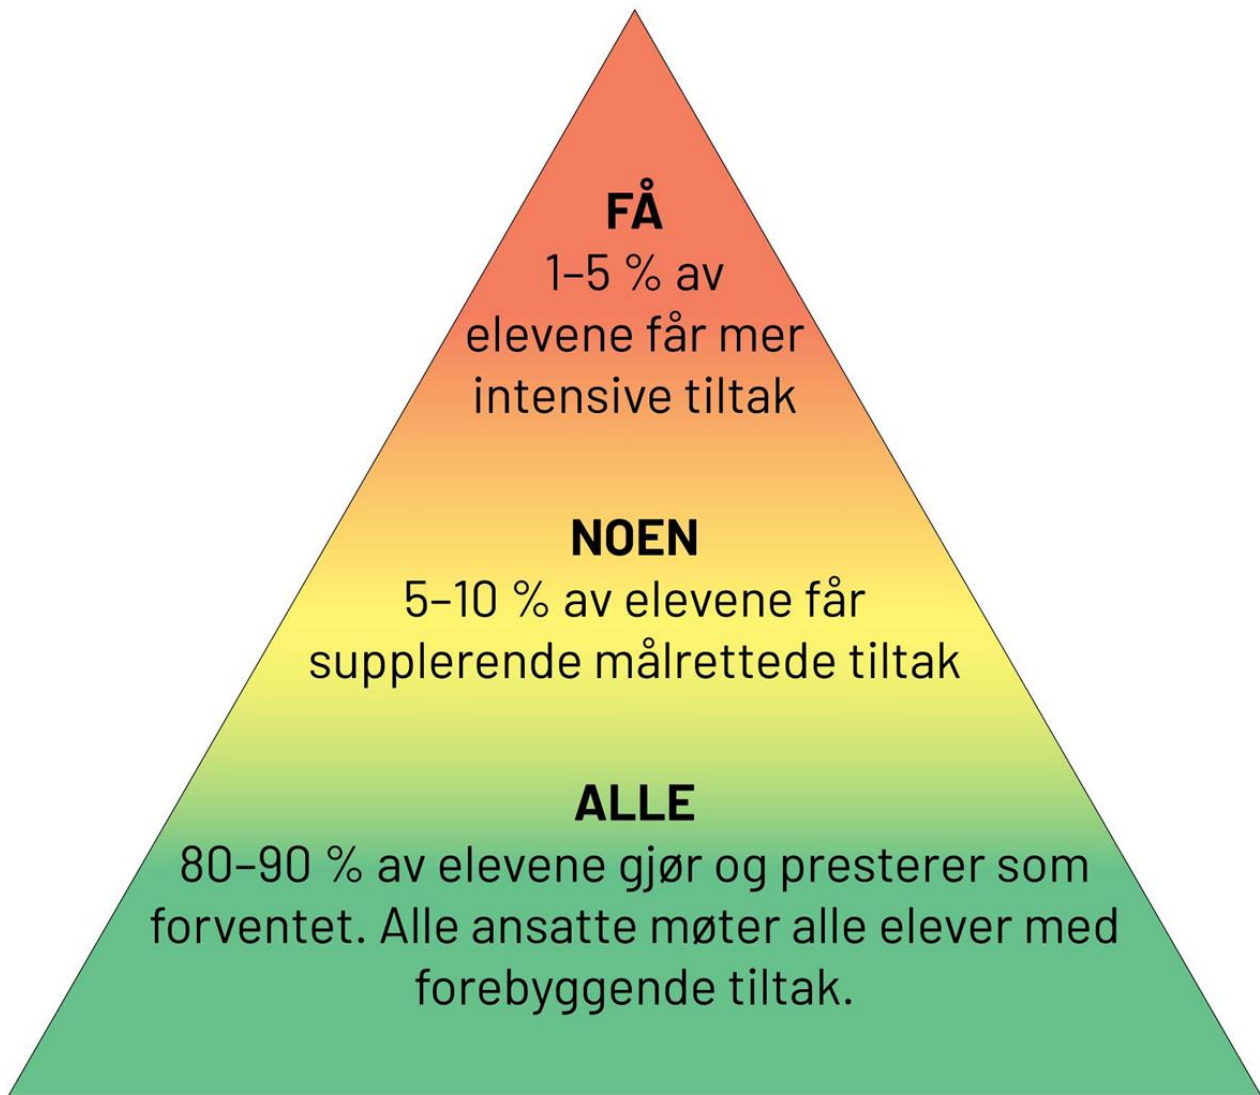 FÅ
1–5 % av
elevene får mer
intensive tiltak
NOEN
5–10 % av elevene får
supplerende målrettede tiltak
ALLE
80–90 % av elevene gjør og presterer som
forventet. Alle ansatte møter alle elever med
forebyggende tiltak.